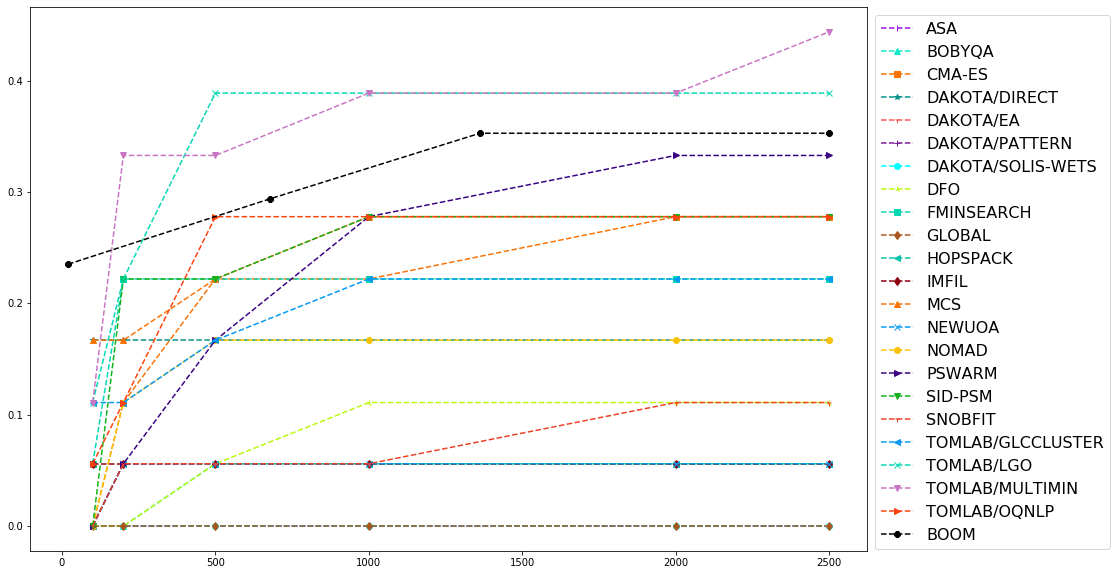 0.4
0.3
0.2
0.1
0.0
0
500
1000
1500
2000
2500
ASA
BOBYQA
CMA-ES
DAKOTA/DIRECT
DAKOTA/EA
DAKOTA/PATTERN
DAKOTA/SOLIS-WETS
DFO
FMINSEARCH
GLOBAL
HOPSPACK
IMFIL
MCS
NEWUOA
NOMAD
PSWARM
SID-PSM
SNOBFIT
TOMLAB/GLCCLUSTER
TOMLAB/LGO
TOMLAB/MULTIMIN
TOMLAB/OQNLP
BOOM